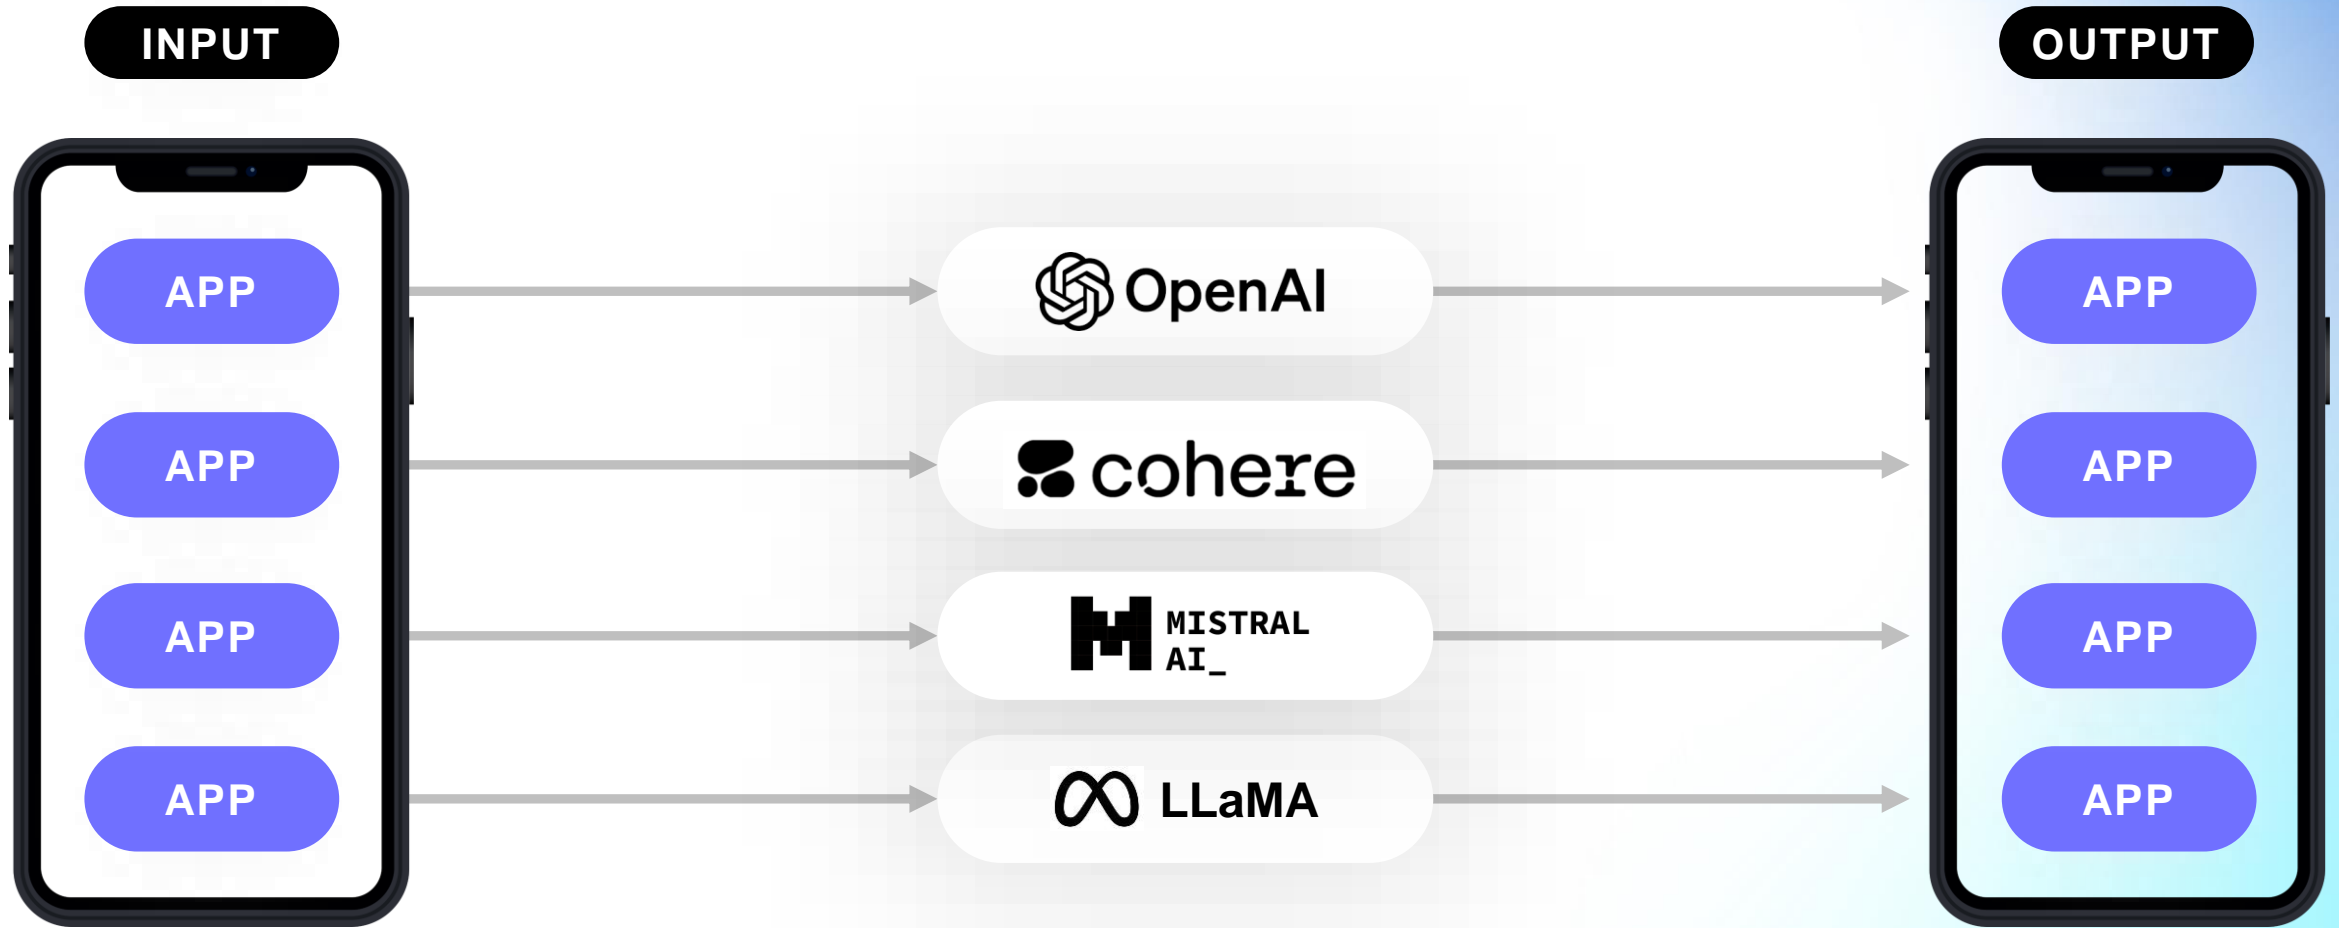 INPUT
OUTPUT
APP
OpenAI
APP
APP
cohere
APP
APP
MISTRAL
AI_
APP
APP
LLaMA
APP